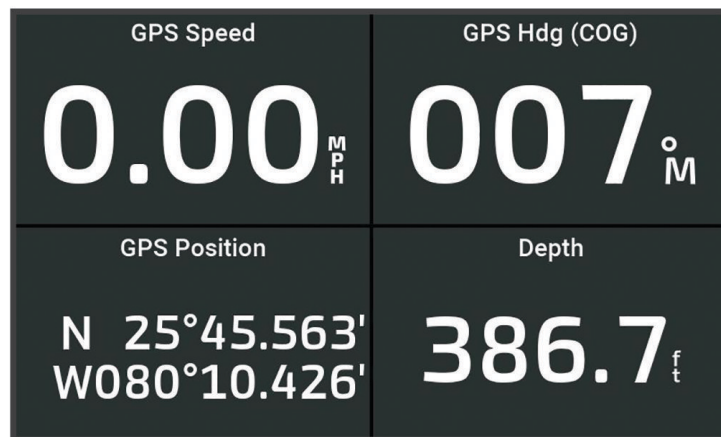 GPS Speed
0.00 MPH
GPS Hdg (COG)
007°M
GPS Position
N 25°45.563'
W080°10.426'
Depth
386.7 ft